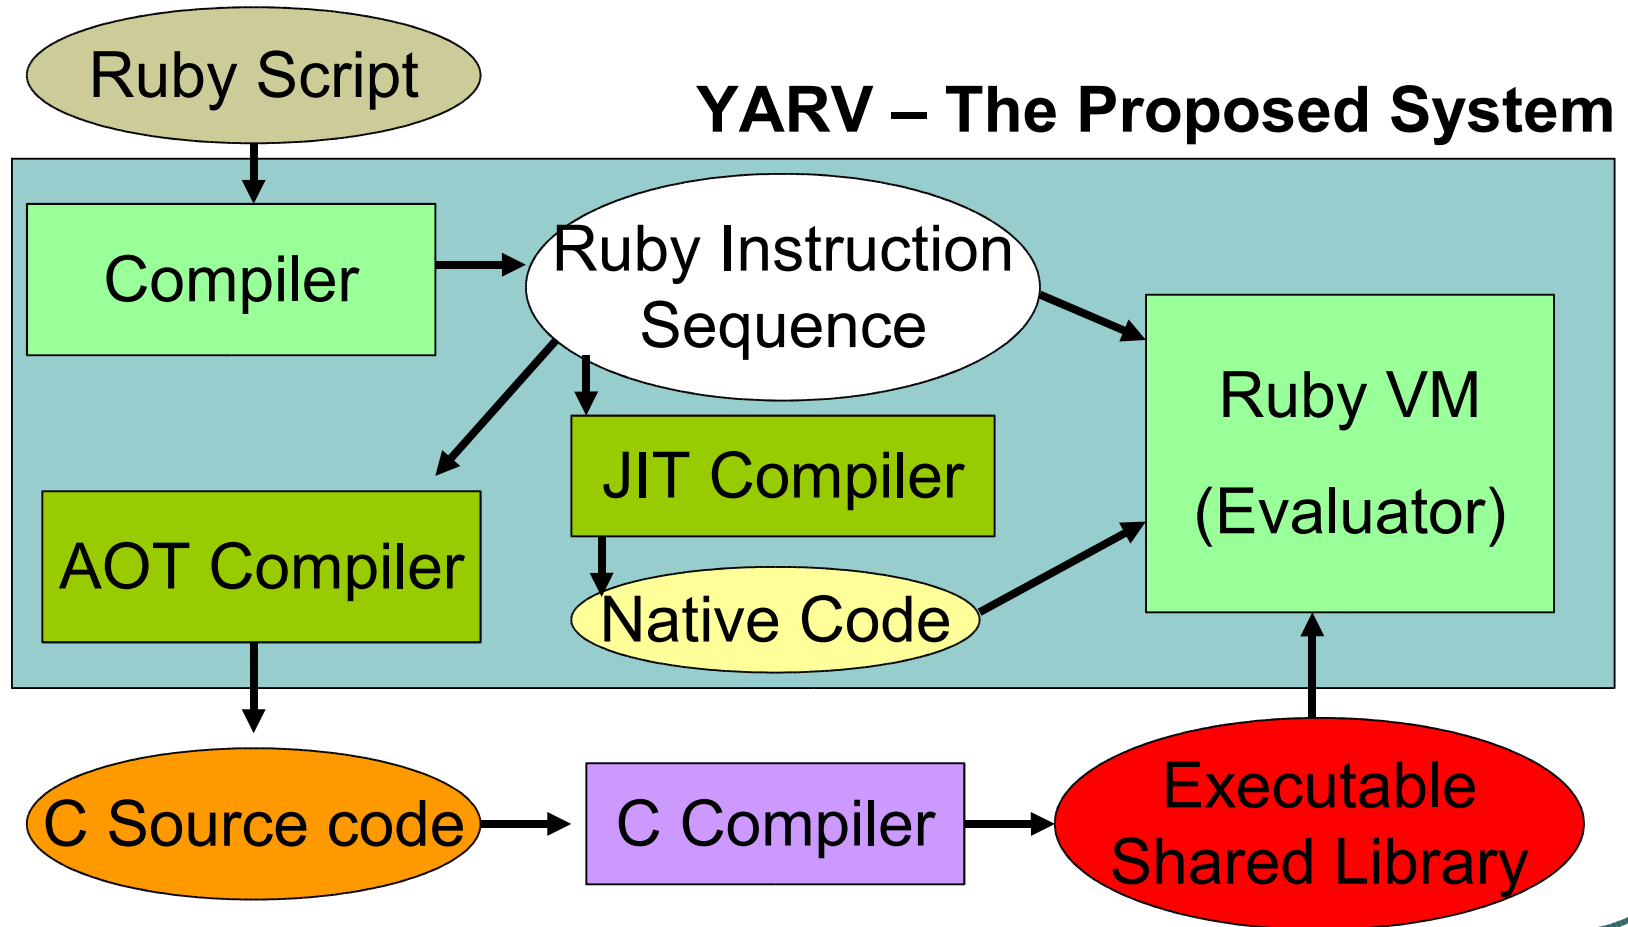 Ruby Script
YARV – The Proposed System
Compiler
Ruby Instruction
Sequence
Ruby VM
(Evaluator)
JIT Compiler
AOT Compiler
Native Code
C Source code
C Compiler
Executable
Shared Library